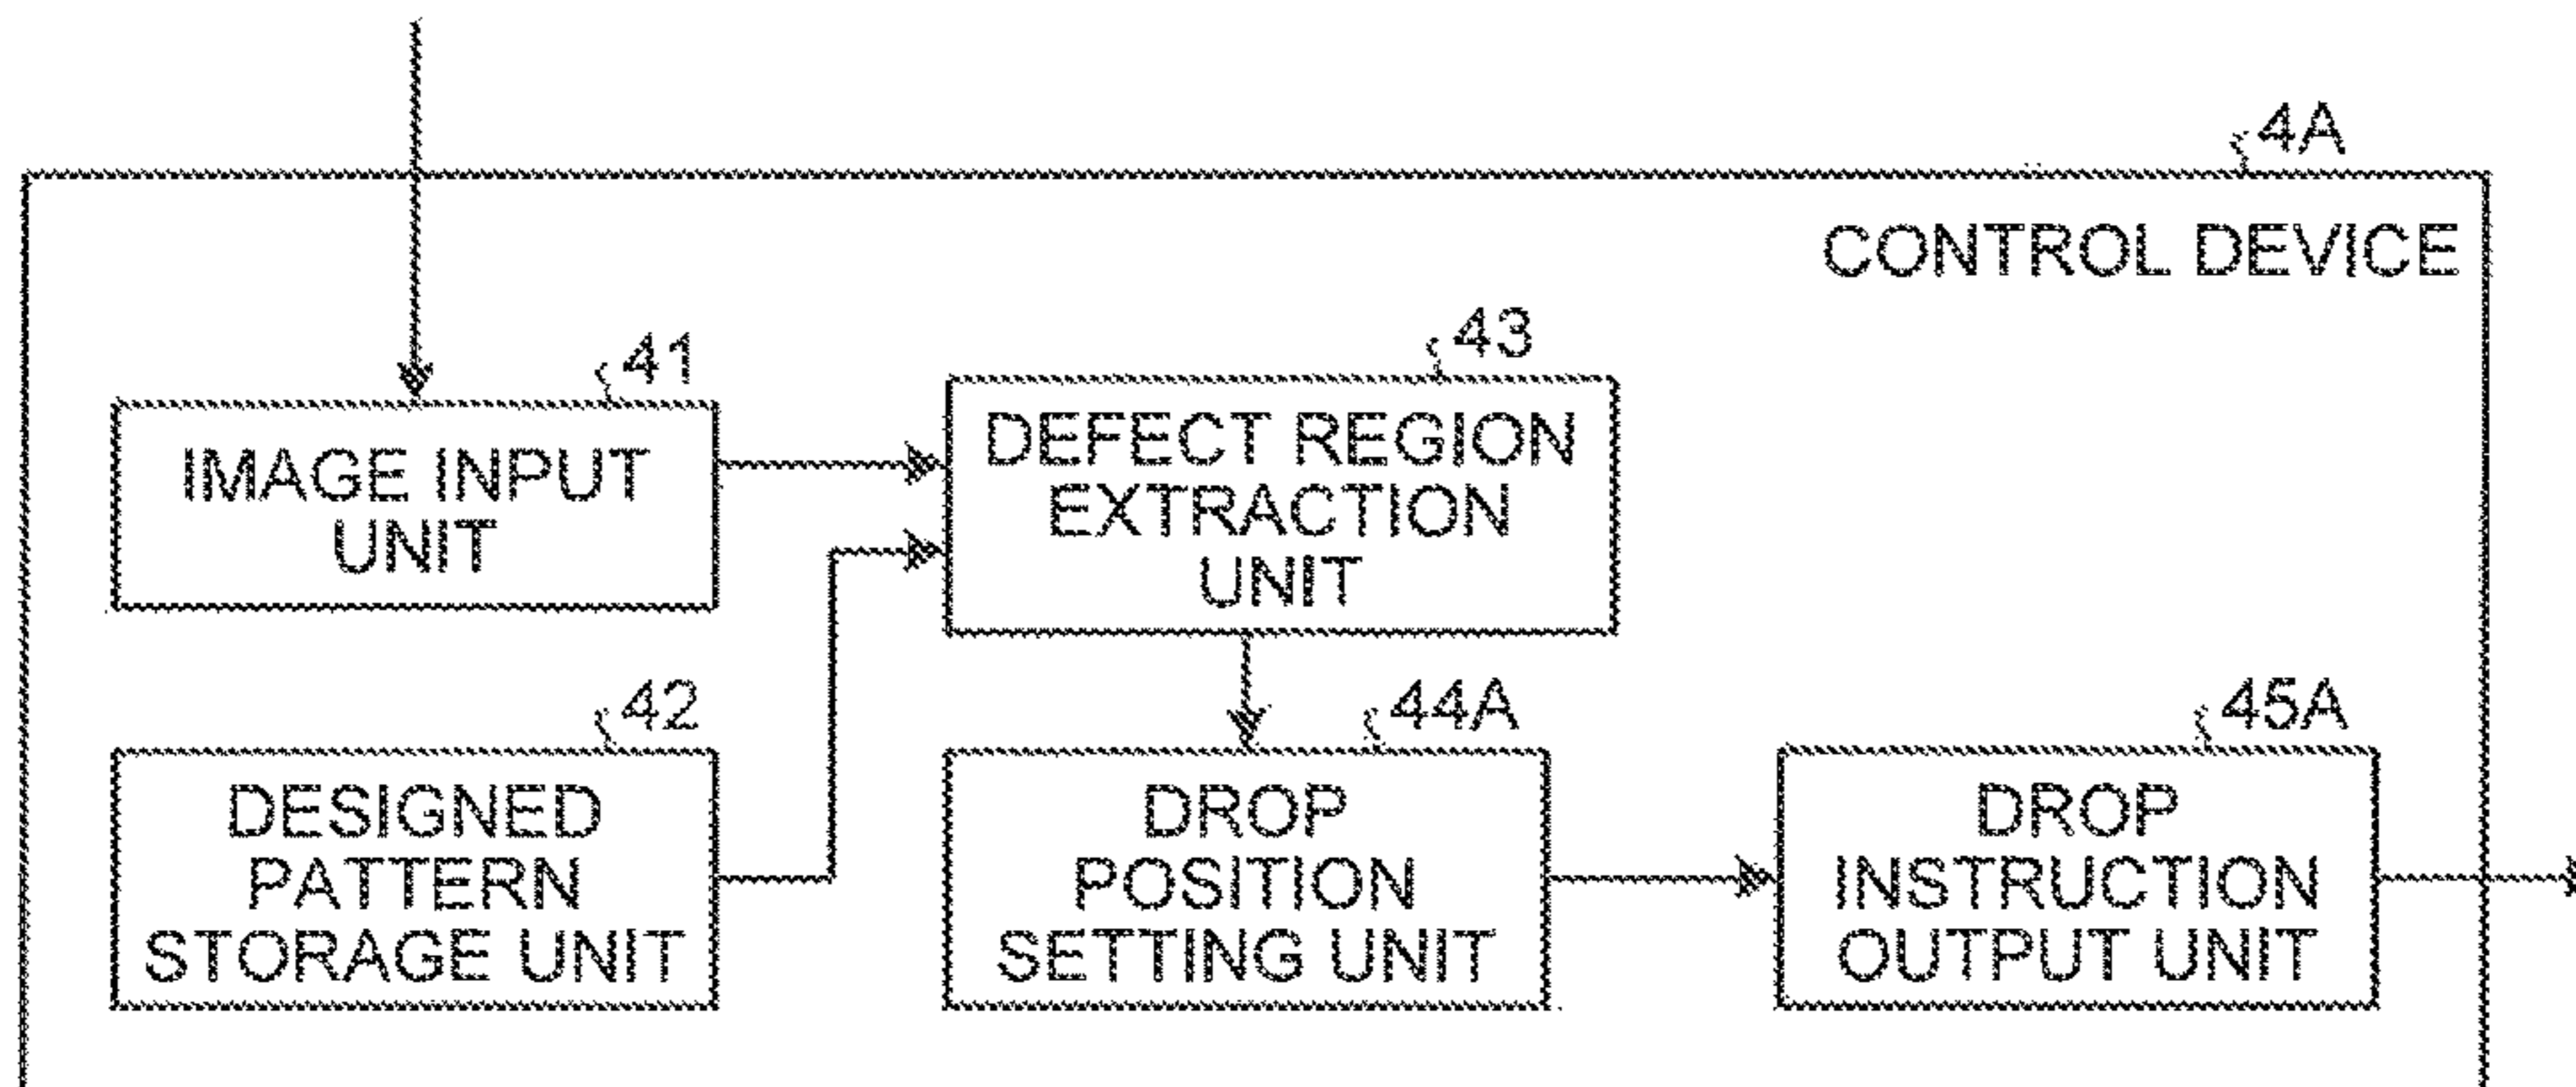 4A
CONTROL DEVICE
41
IMAGE INPUT
UNIT
43
DEFECT REGION
EXTRACTION
UNIT
42
DESIGNED
PATTERN
STORAGE UNIT
44A
DROP
POSITION
SETTING UNIT
45A
DROP
INSTRUCTION
OUTPUT UNIT